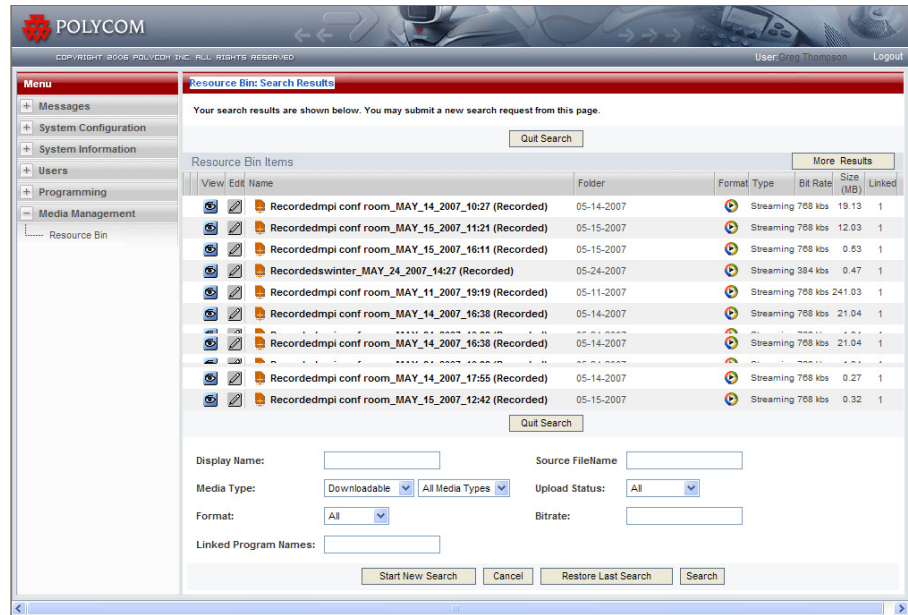 POLYCOM
COPYRIGHT 2006 POLYCOM INC. ALL RIGHTS RESERVED
User: Greg Thompson Logout
Menu
Resource Bin: Search Results
Messages
System Configuration
System Information
Users
Programming
Media Management
Resource Bin
Your search results are shown below. You may submit a new search request from this page.
Quit Search
Resource Bin Items More Results
View Edit Name Folder Format Type Bit Rate Size (MB) Linked
Recordedmpi conf room_MAY_14_2007_10:27 (Recorded) 05-14-2007 Streaming 768 kbs 19.13 1
Recordedmpi conf room_MAY_15_2007_11:21 (Recorded) 05-15-2007 Streaming 768 kbs 12.03 1
Recordedmpi conf room_MAY_15_2007_16:11 (Recorded) 05-15-2007 Streaming 768 kbs 0.53 1
Recordedswinter_MAY_24_2007_14:27 (Recorded) 05-24-2007 Streaming 384 kbs 0.47 1
Recordedmpi conf room_MAY_11_2007_19:19 (Recorded) 05-11-2007 Streaming 768 kbs 241.03 1
Recordedmpi conf room_MAY_14_2007_16:38 (Recorded) 05-14-2007 Streaming 768 kbs 21.04 1
Recordedmpi conf room_MAY_14_2007_16:38 (Recorded) 05-14-2007 Streaming 768 kbs 21.04 1
Recordedmpi conf room_MAY_14_2007_17:55 (Recorded) 05-14-2007 Streaming 768 kbs 0.27 1
Recordedmpi conf room_MAY_15_2007_12:42 (Recorded) 05-15-2007 Streaming 768 kbs 0.32 1
Quit Search
Display Name: Source FileName
Media Type: Downloadable All Media Types Upload Status: All
Format: All Bitrate:
Linked Program Names:
Start New Search Cancel Restore Last Search Search